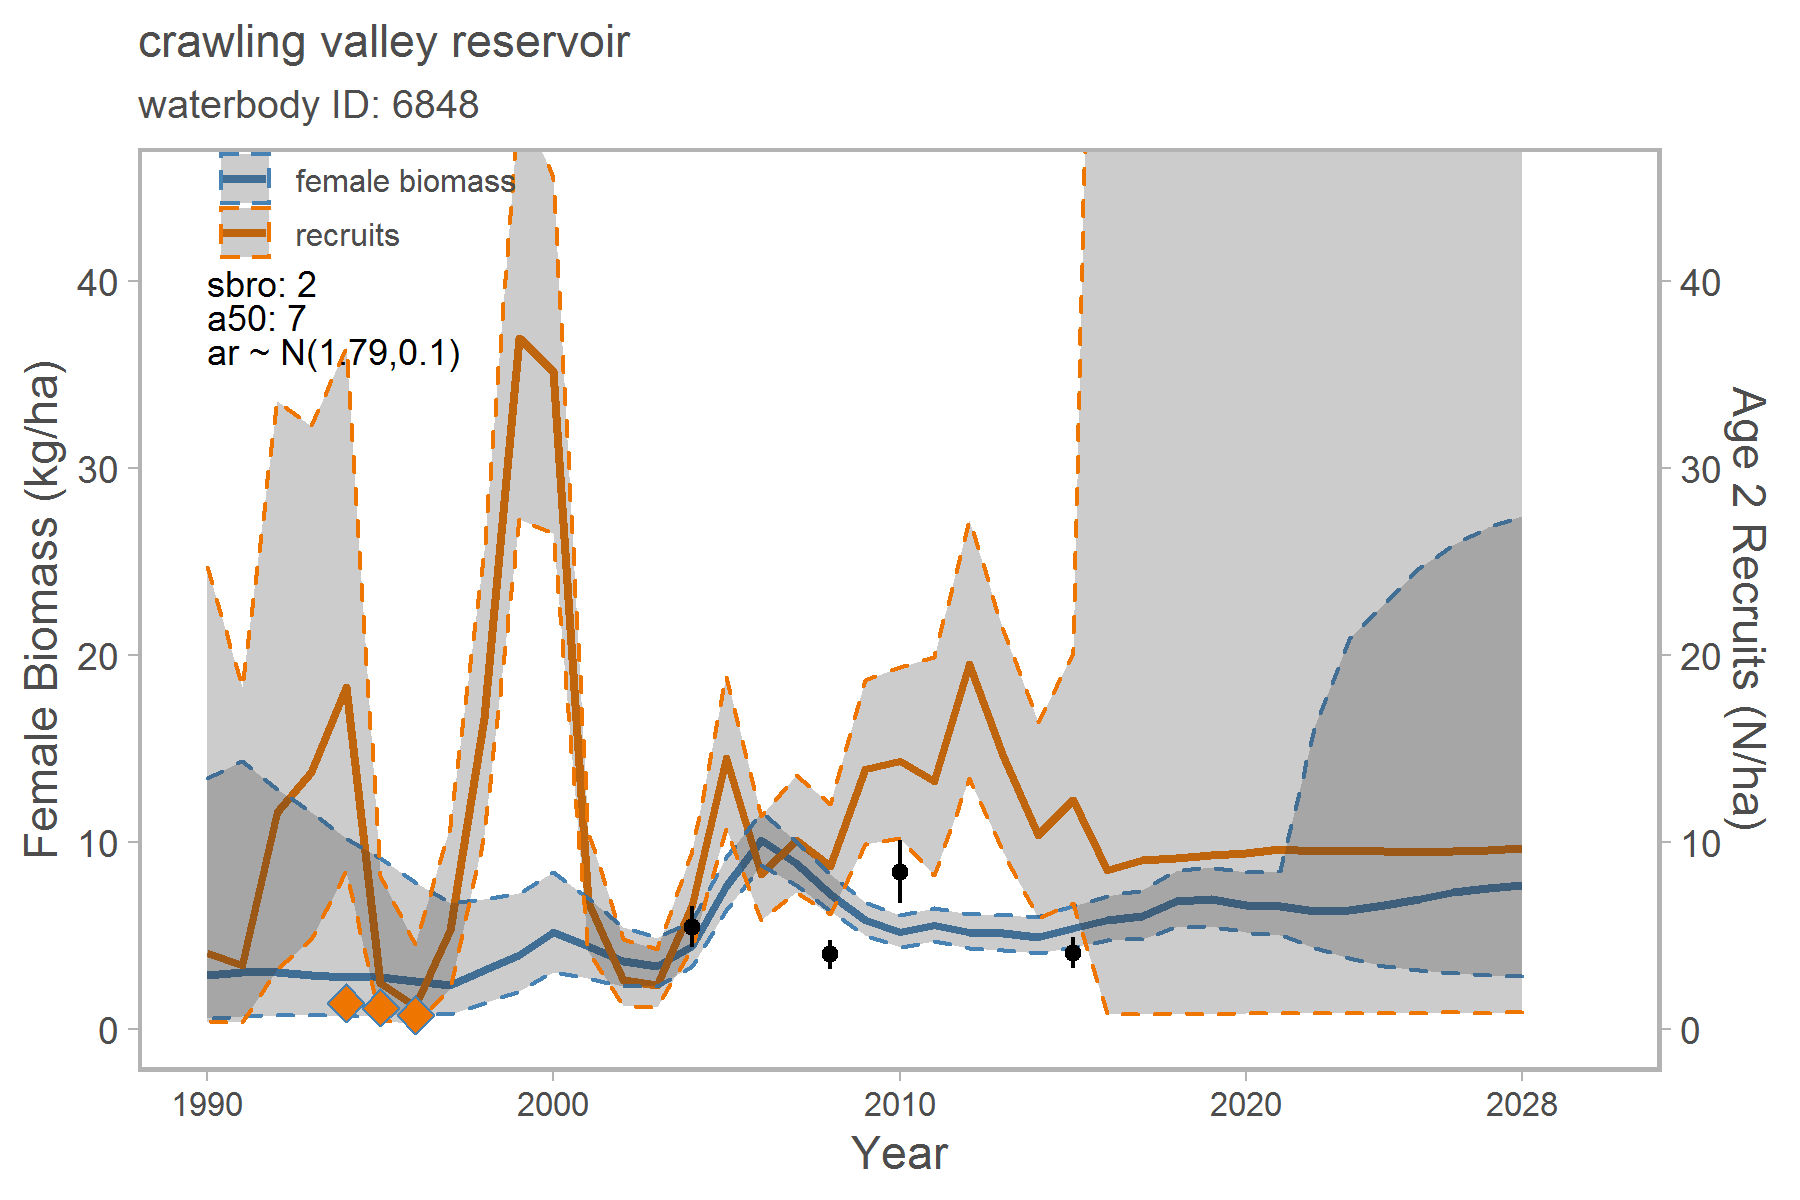 crawling valley reservoir
waterbody ID: 6848
female biomass
recruits
sbro: 2
a50: 7
ar ~ N(1.79,0.1)
Female Biomass (kg/ha)
40
30
20
10
0
40
30
20
10
0
Age 2 Recruits (N/ha)
1990 2000 2010 2020 2028
Year